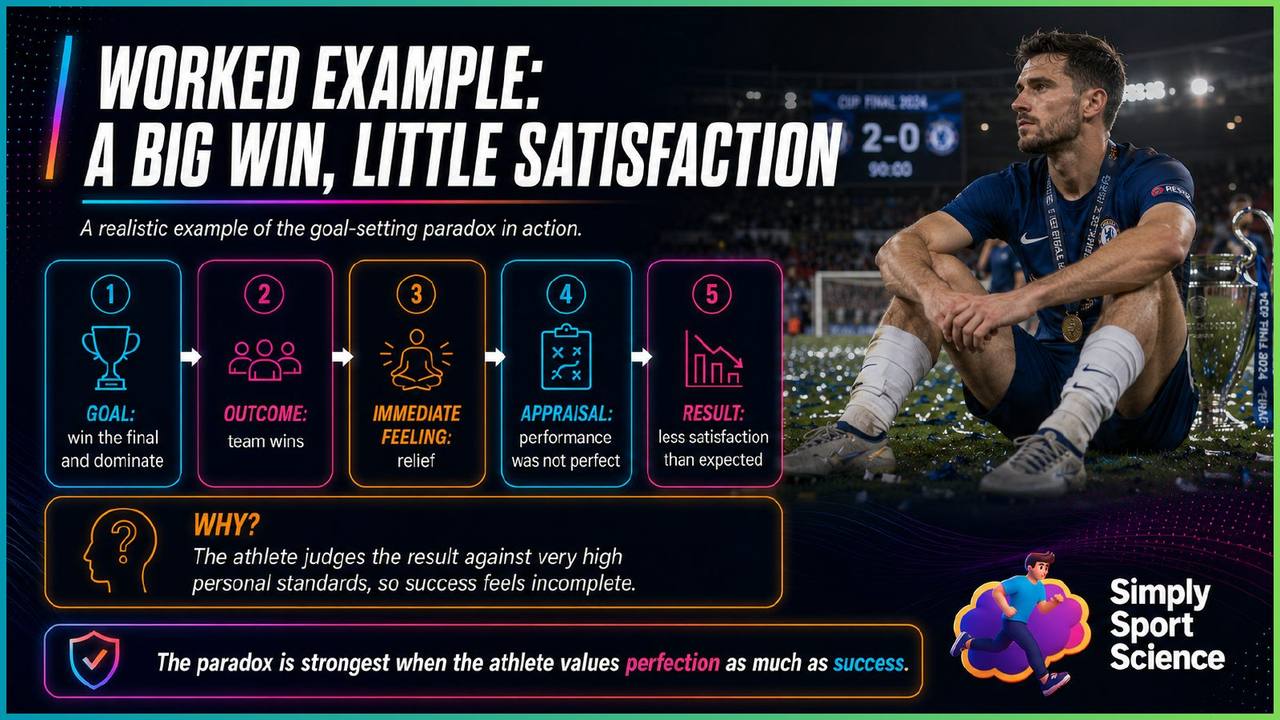 WORKED EXAMPLE:
A BIG WIN, LITTLE SATISFACTION
A realistic example of the goal-setting paradox in action.
CUP FINAL 2024
2-0
90:00
1
GOAL:
win the final
and dominate
2
OUTCOME:
team wins
3
IMMEDIATE
FEELING:
relief
4
APPRAISAL:
performance
was not perfect
5
RESULT:
less satisfaction
than expected
WHY?
The athlete judges the result against very high
personal standards, so success feels incomplete.
The paradox is strongest when the athlete values perfection as much as success.
Simply
Sport
Science